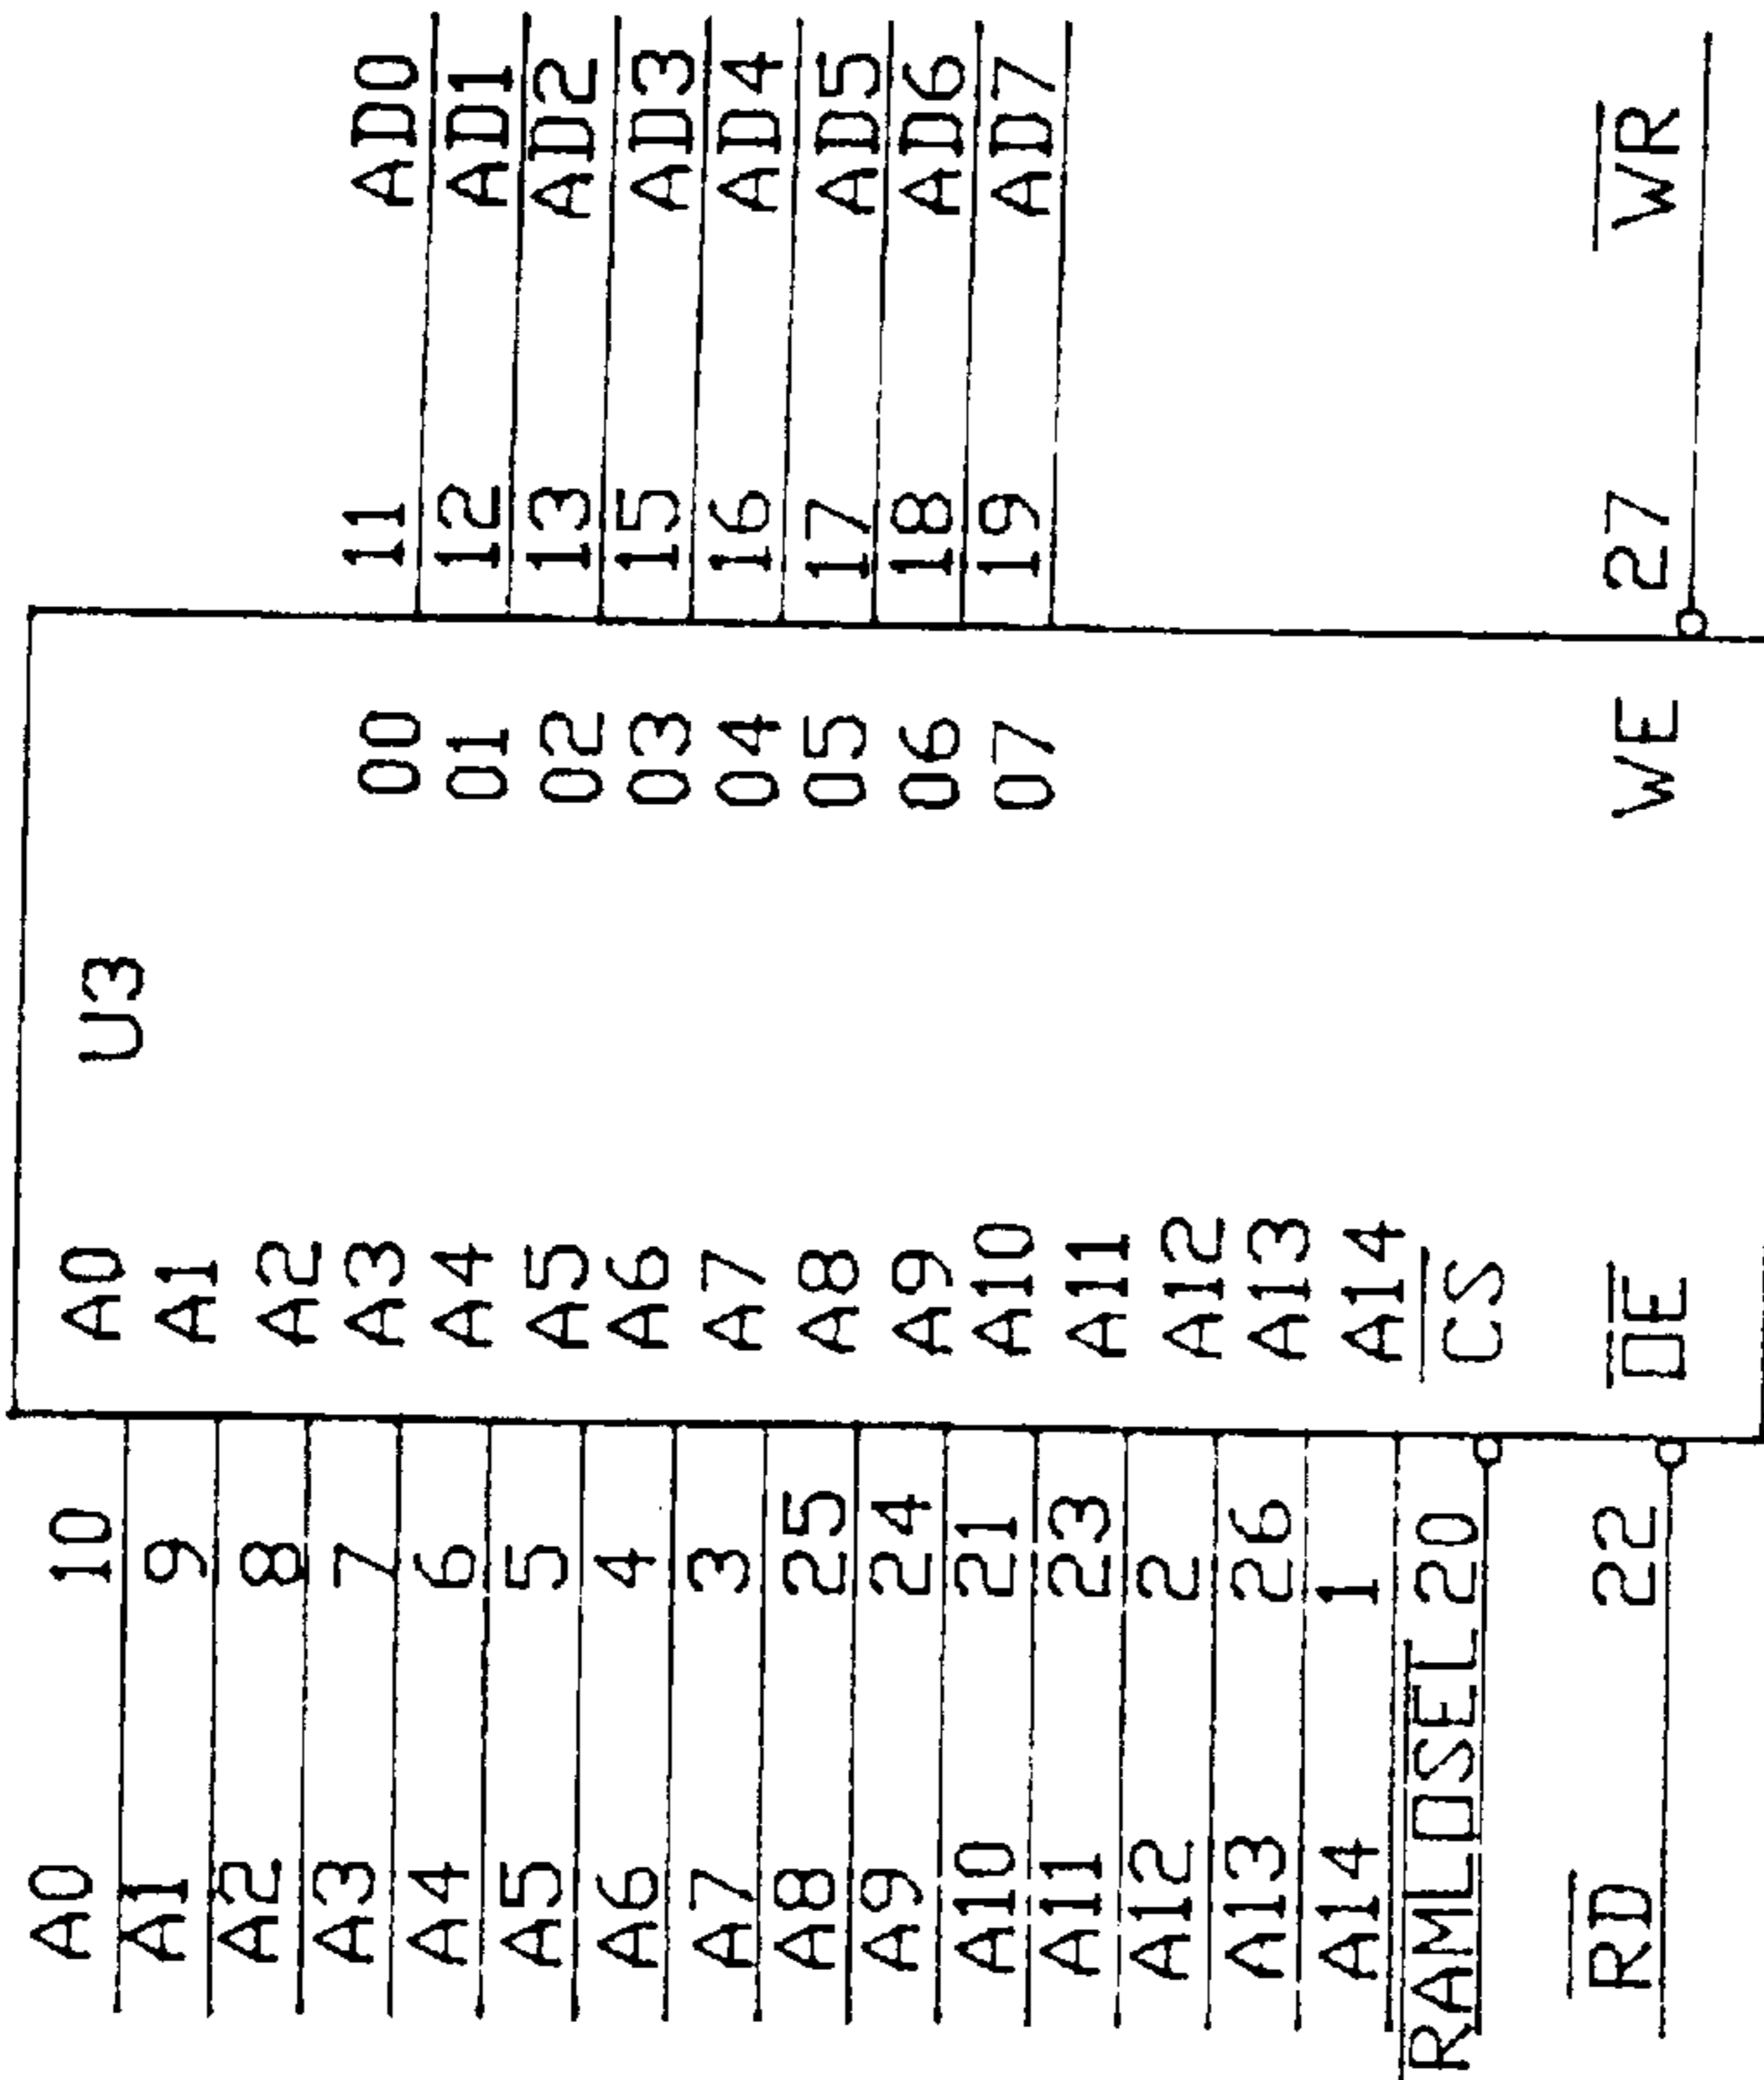 U3
A0 10 A0
A1 9 A1
A2 8 A2
A3 7 A3 00 11 AD0
A4 6 A4 01 12 AD1
A5 5 A5 02 13 AD2
A6 4 A6 03 15 AD3
A7 3 A7 04 16 AD4
A8 25 A8 05 17 AD5
A9 24 A9 06 18 AD6
A10 21 A10 07 19 AD7
A11 23 A11
A12 2 A12
A13 26 A13
A14 1 A14
RAMLDSEL 20 CS
RD 22 DE WE 27 WR